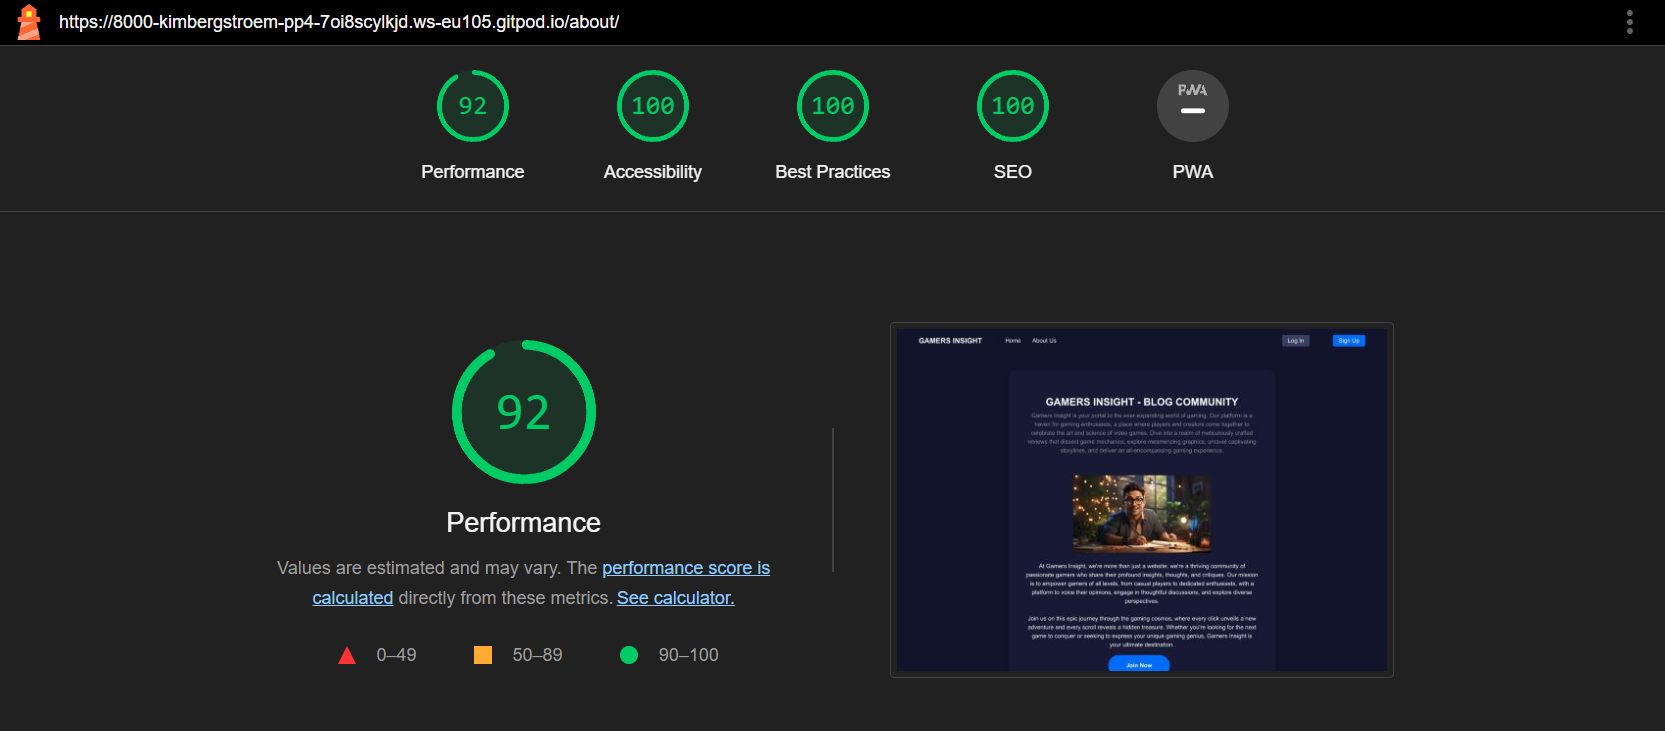 https://8000-kimbergstroem-pp4-7oi8scylkjd.ws-eu105.gitpod.io/about/
92
100
100
100
PWA
Performance
Accessibility
Best Practices
SEO
PWA
92
Performance
Values are estimated and may vary. The performance score is
calculated directly from these metrics. See calculator.
0–49
50–89
90–100
GAMERS INSIGHT
Home
About Us
Log In
Sign Up
GAMERS INSIGHT - BLOG COMMUNITY
Gamers Insight is your portal to the ever-expanding world of gaming. Our platform is a
haven for gaming enthusiasts, a place where players and creators come together to
celebrate the art and science of video games. Dive into a realm of meticulously crafted
reviews that dissect game mechanics, explore mesmerizing graphics, unravel captivating
storylines, and deliver an all-encompassing gaming experience.
At Gamers Insight, we're more than just a website; we're a thriving community of
passionate gamers who share their profound insights, thoughts, and critiques. Our mission
is to empower gamers of all levels, from casual players to dedicated enthusiasts, with a
platform to voice their opinions, engage in thoughtful discussions, and explore diverse
perspectives.
Join us on this epic journey through the gaming cosmos, where every click unveils a new
adventure and every scroll reveals a hidden treasure. Whether you're looking for the next
game to conquer or seeking to express your unique gaming genius, Gamers Insight is
your ultimate destination.
Join Now